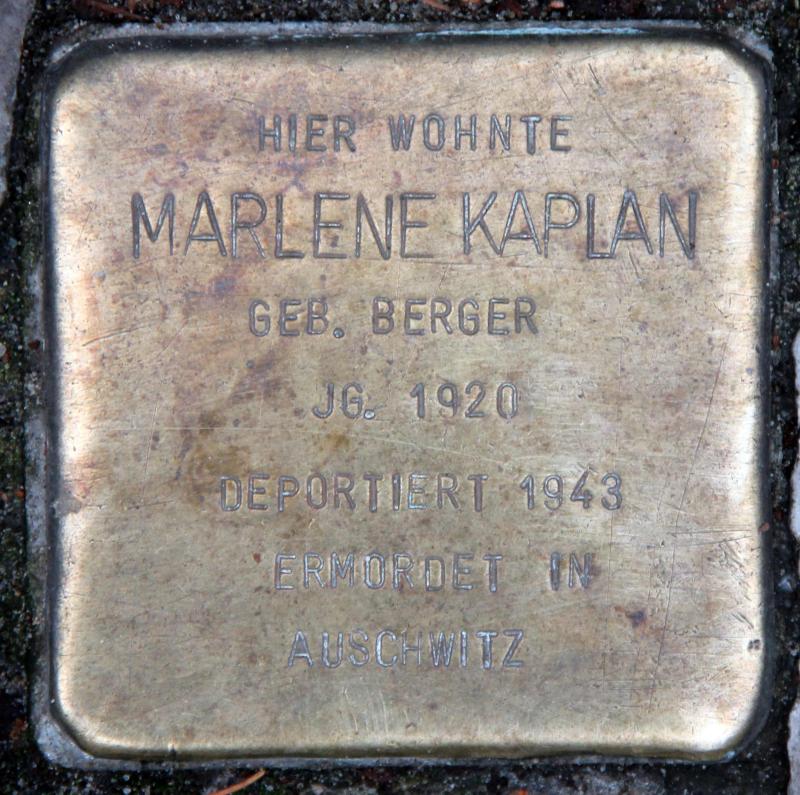 HIER WOHNTE
MARLENE KAPLAN
GEB. BERGER
JG. 1920
DEPORTIERT 1943
ERMORDET IN
AUSCHWITZ